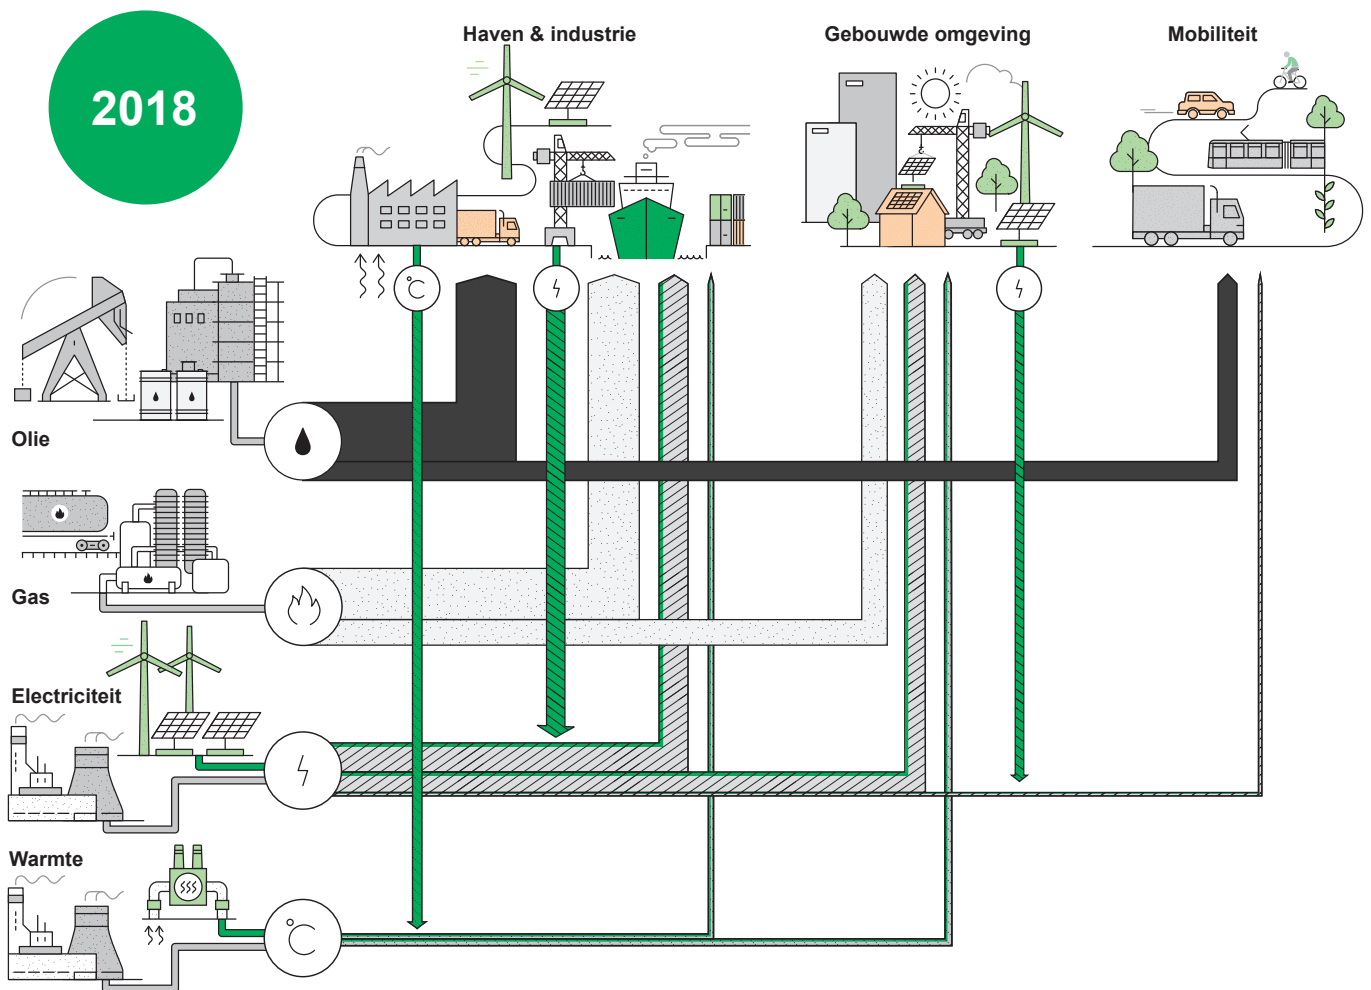 2018
Haven & industrie
Gebouwde omgeving
Mobiliteit
°C
Olie
Gas
Electriciteit
Warmte
°C